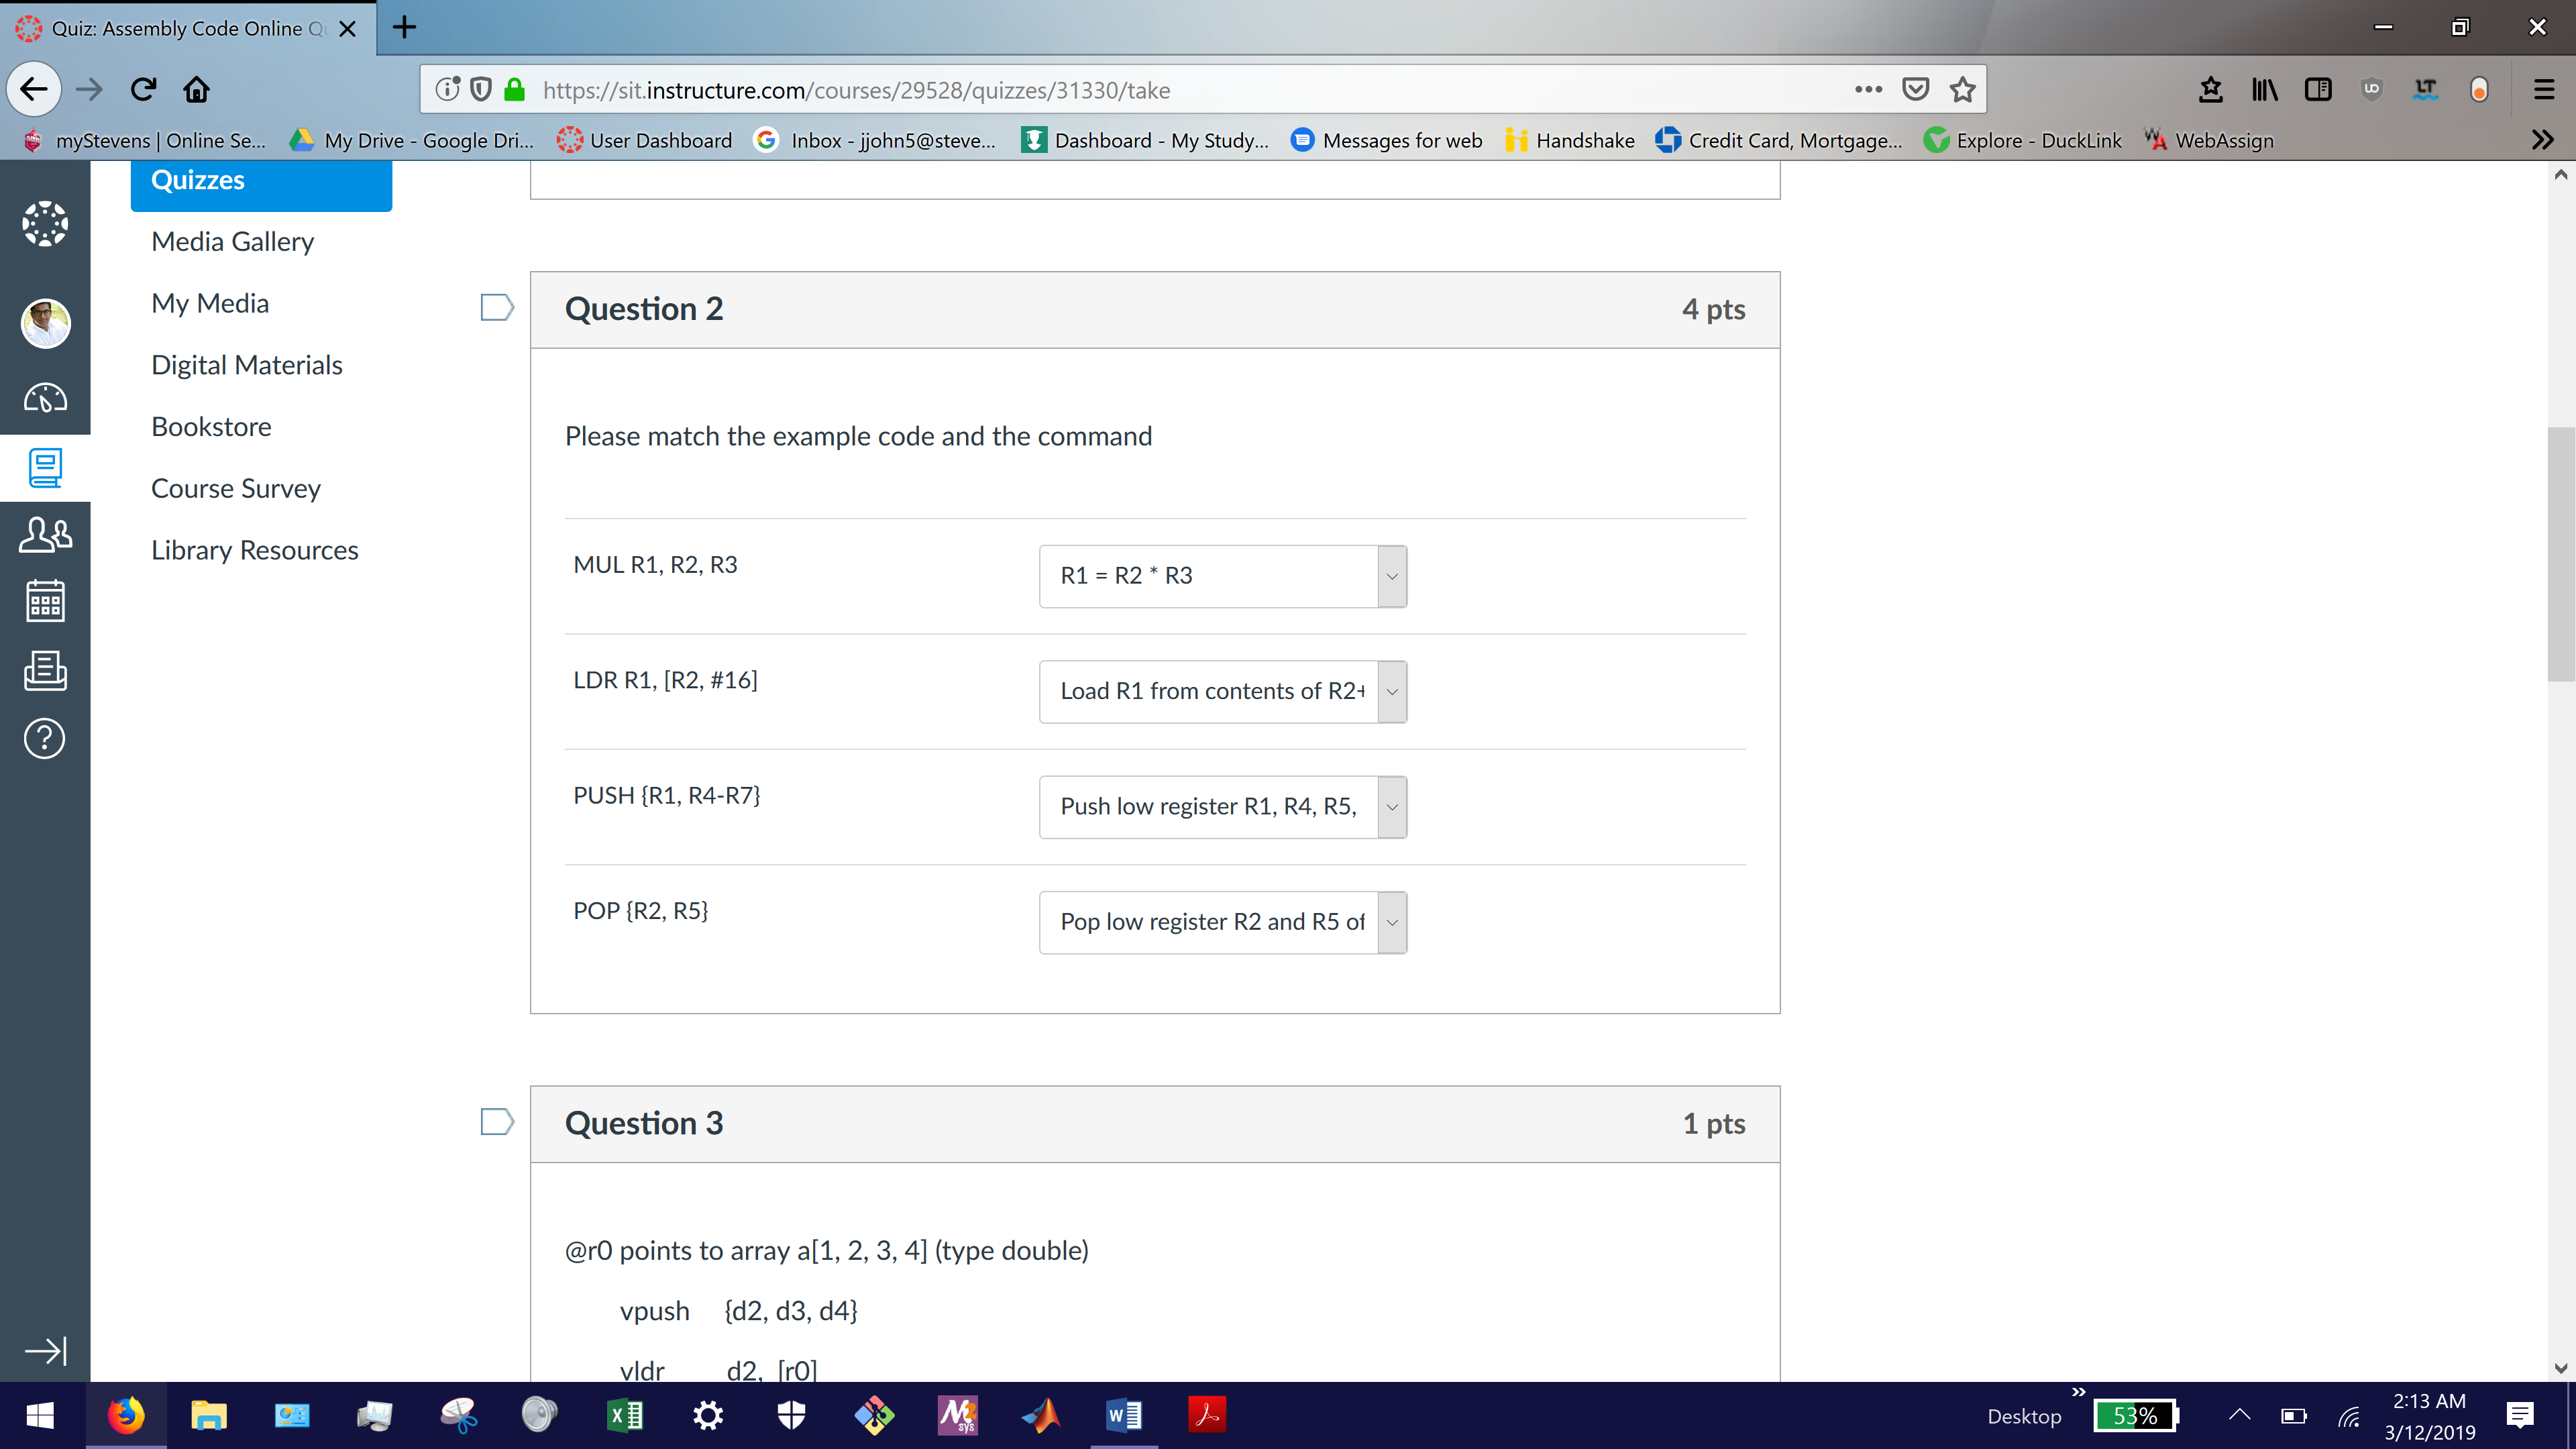 Quiz: Assembly Code Online Q
https://sit.instructure.com/courses/29528/quizzes/31330/take
myStevens | Online Se...
My Drive - Google Dri...
User Dashboard
Inbox - jjohn5@steve...
Dashboard - My Study...
Messages for web
Handshake
Credit Card, Mortgage...
Explore - DuckLink
WebAssign
Quizzes
Media Gallery
My Media
Digital Materials
Bookstore
Course Survey
Library Resources
Question 2
4 pts
Please match the example code and the command
MUL R1, R2, R3
R1 = R2 * R3
LDR R1, [R2, #16]
Load R1 from contents of R2+
PUSH {R1, R4-R7}
Push low register R1, R4, R5,
POP {R2, R5}
Pop low register R2 and R5 of
Question 3
1 pts
@r0 points to array a[1, 2, 3, 4] (type double)
vpush {d2, d3, d4}
vldr d2, [r0]
Desktop
53%
2:13 AM
3/12/2019